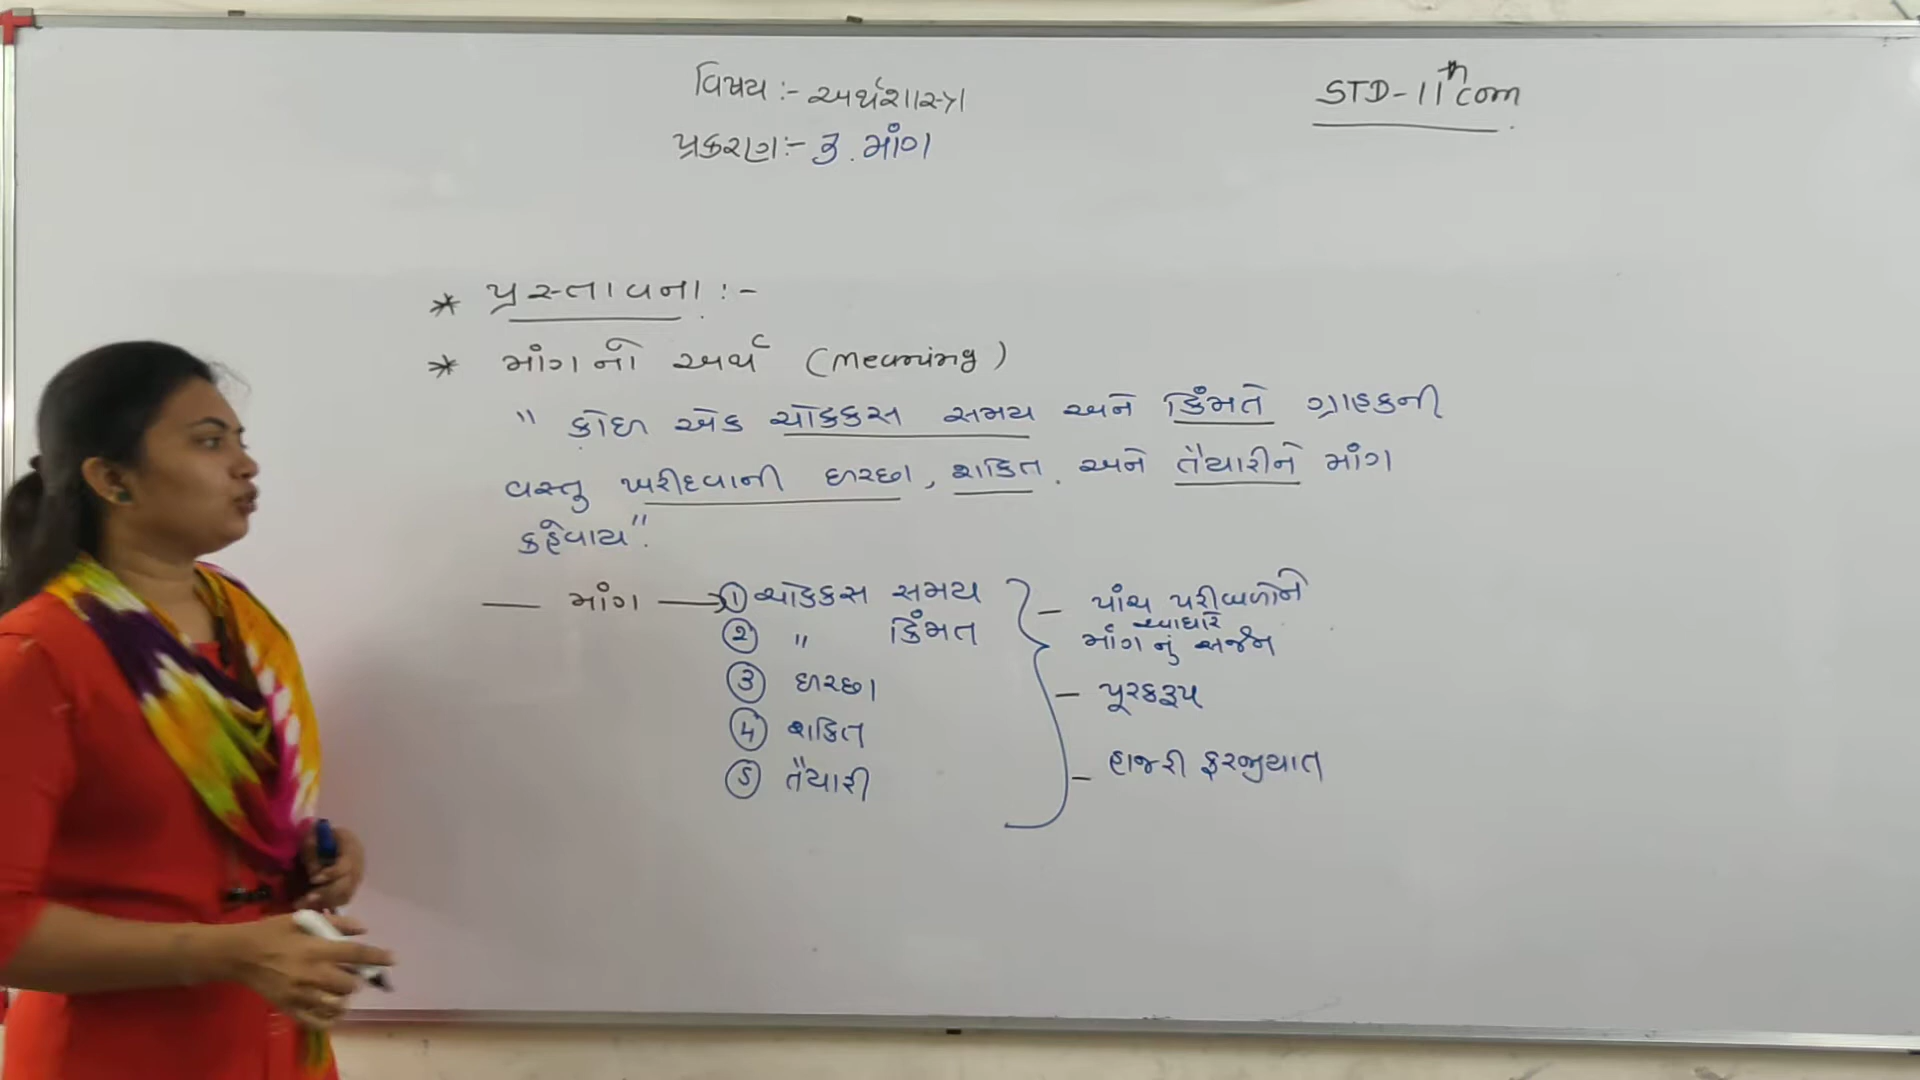 વિષય :- અર્થશાસ્ત્ર
STD-11th com
પ્રકરણ:- 3. માંગ
* પ્રસ્તાવના :-
* માંગનો અર્થ (Meaning)
" કોઈ એક ચોક્કસ સમય અને કિંમતે ગ્રાહકની
વસ્તુ ખરીદવાની ઇચ્છા, શક્તિ અને તૈયારીને માંગ
કહેવાય".
— માંગ → ① ચોક્કસ સમય
② " કિંમત
③ ઇચ્છા
④ શક્તિ
⑤ તૈયારી
— પાંચ પરીબળોને
આધારે
માંગનું સર્જન
— પૂરકરૂપ
— હાજરી ફરજીયાત